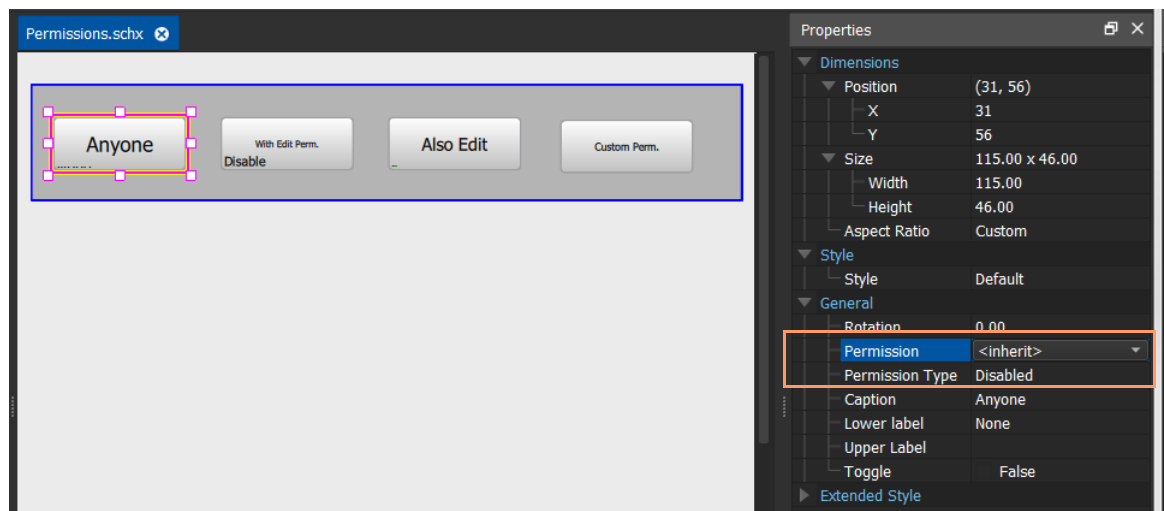 Permissions.schx
Anyone
With Edit Perm.
Disable
Also Edit
Custom Perm.
Properties
Dimensions
Position (31, 56)
X 31
Y 56
Size 115.00 x 46.00
Width 115.00
Height 46.00
Aspect Ratio Custom
Style
Style Default
General
Rotation 0.00
Permission <inherit>
Permission Type Disabled
Caption Anyone
Lower label None
Upper Label
Toggle False
Extended Style